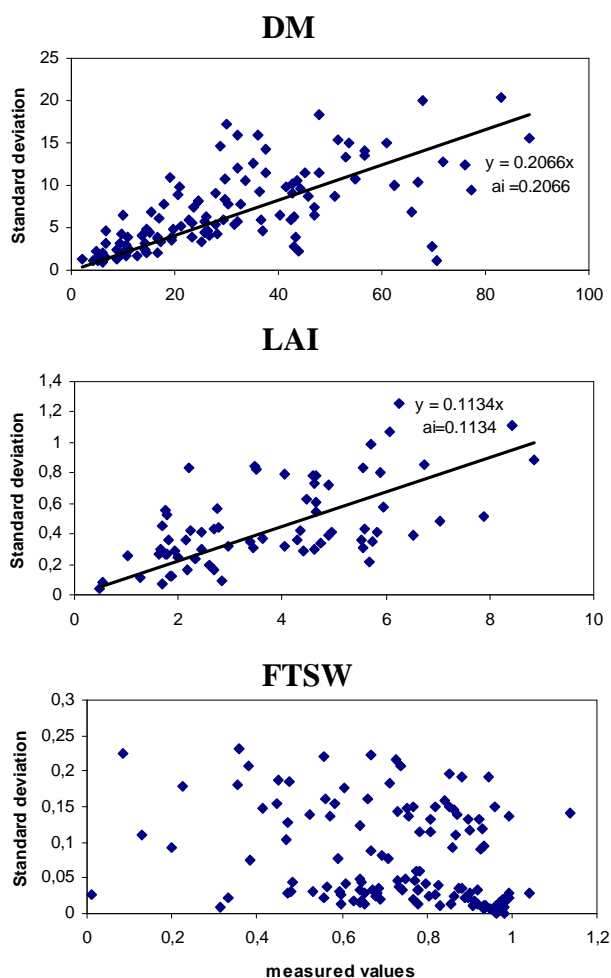 DM
25
20
15
10
5
0
Standard deviation
y = 0.2066x
ai =0.2066
0 20 40 60 80 100
LAI
1,4
1,2
1
0,8
0,6
0,4
0,2
0
Standard deviation
y = 0.1134x
ai=0.1134
0 2 4 6 8 10
FTSW
0,3
0,25
0,2
0,15
0,1
0,05
0
Standard deviation
0 0,2 0,4 0,6 0,8 1 1,2
measured values